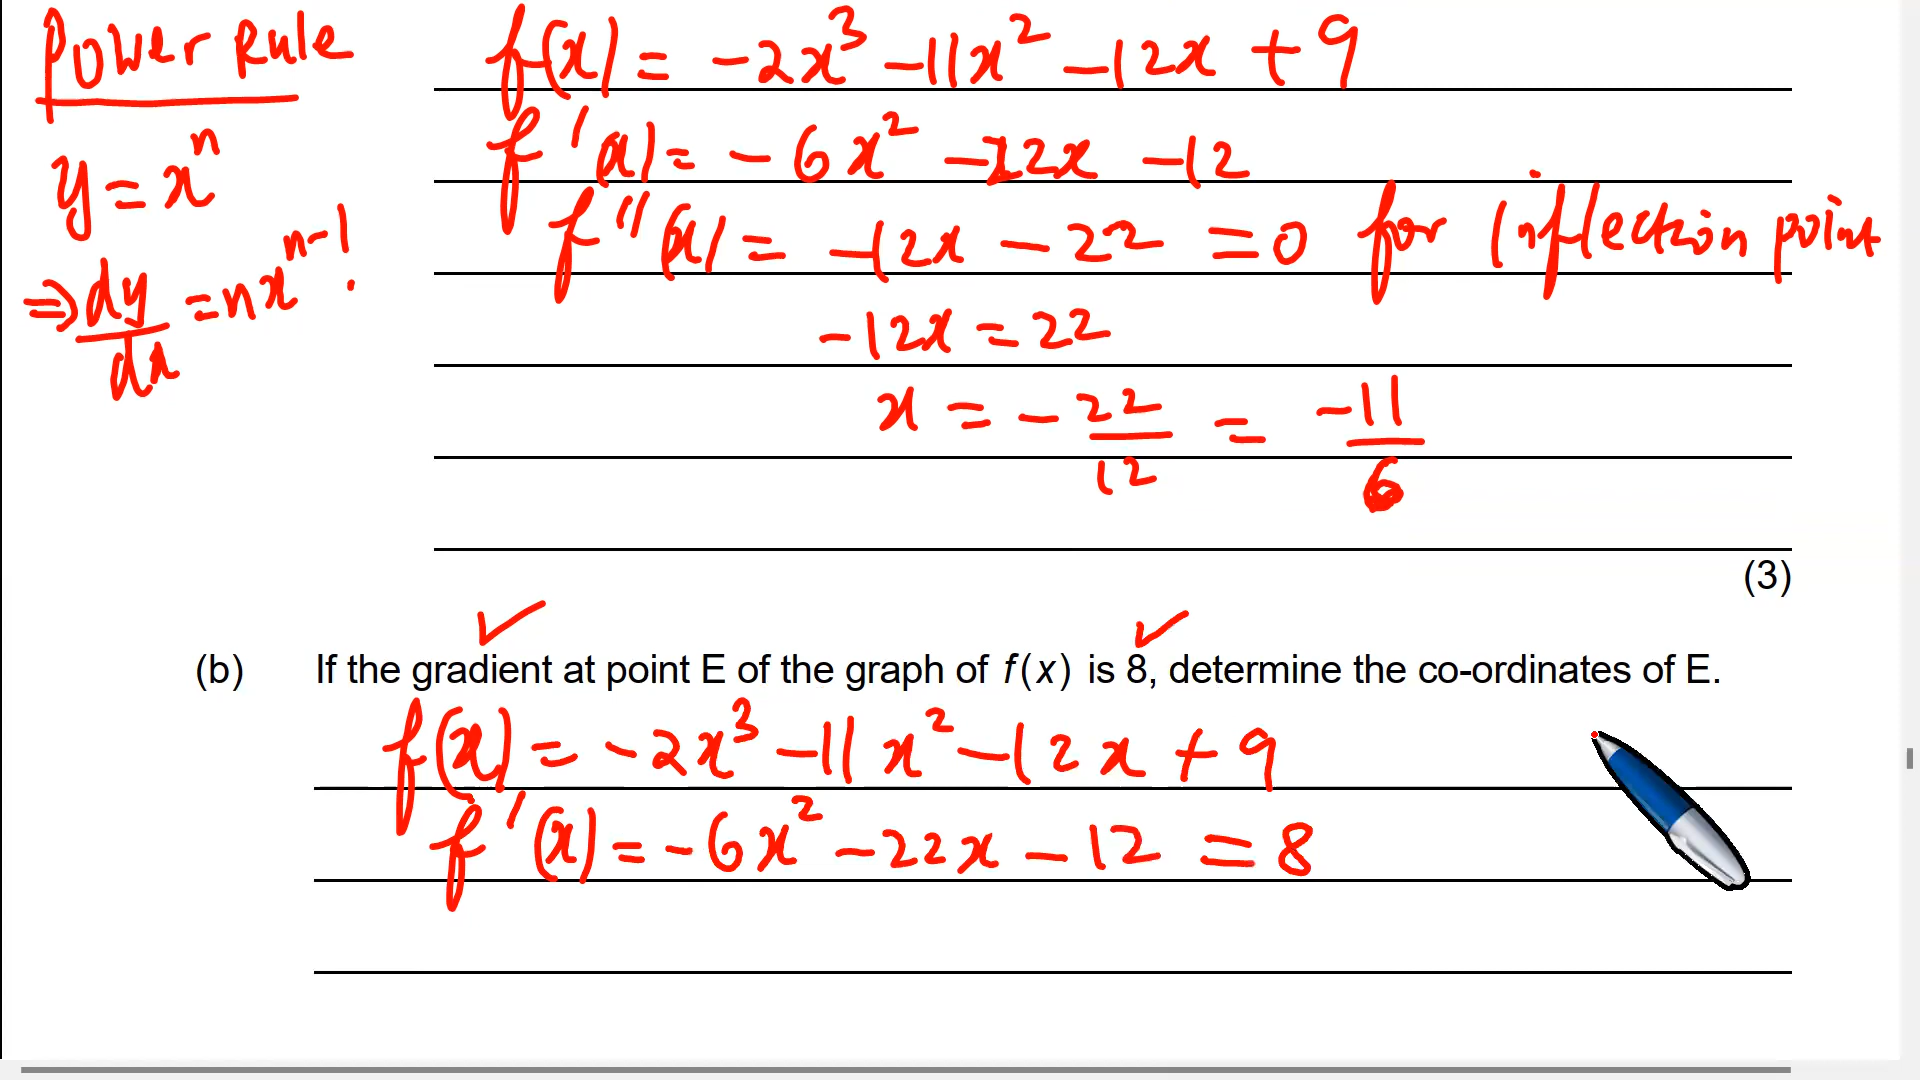 Power Rule
y = x^n
⇒ dy/dx = nx^(n-1).
f(x) = -2x³ -11x² -12x +9
f'(x) = -6x² -22x -12
f''(x) = -12x - 22 = 0 for inflection point
-12x = 22
x = -22/12 = -11/6
(3)
(b) If the gradient at point E of the graph of f(x) is 8, determine the co-ordinates of E.
f(x) = -2x³ -11x² -12x +9
f'(x) = -6x² -22x -12 = 8